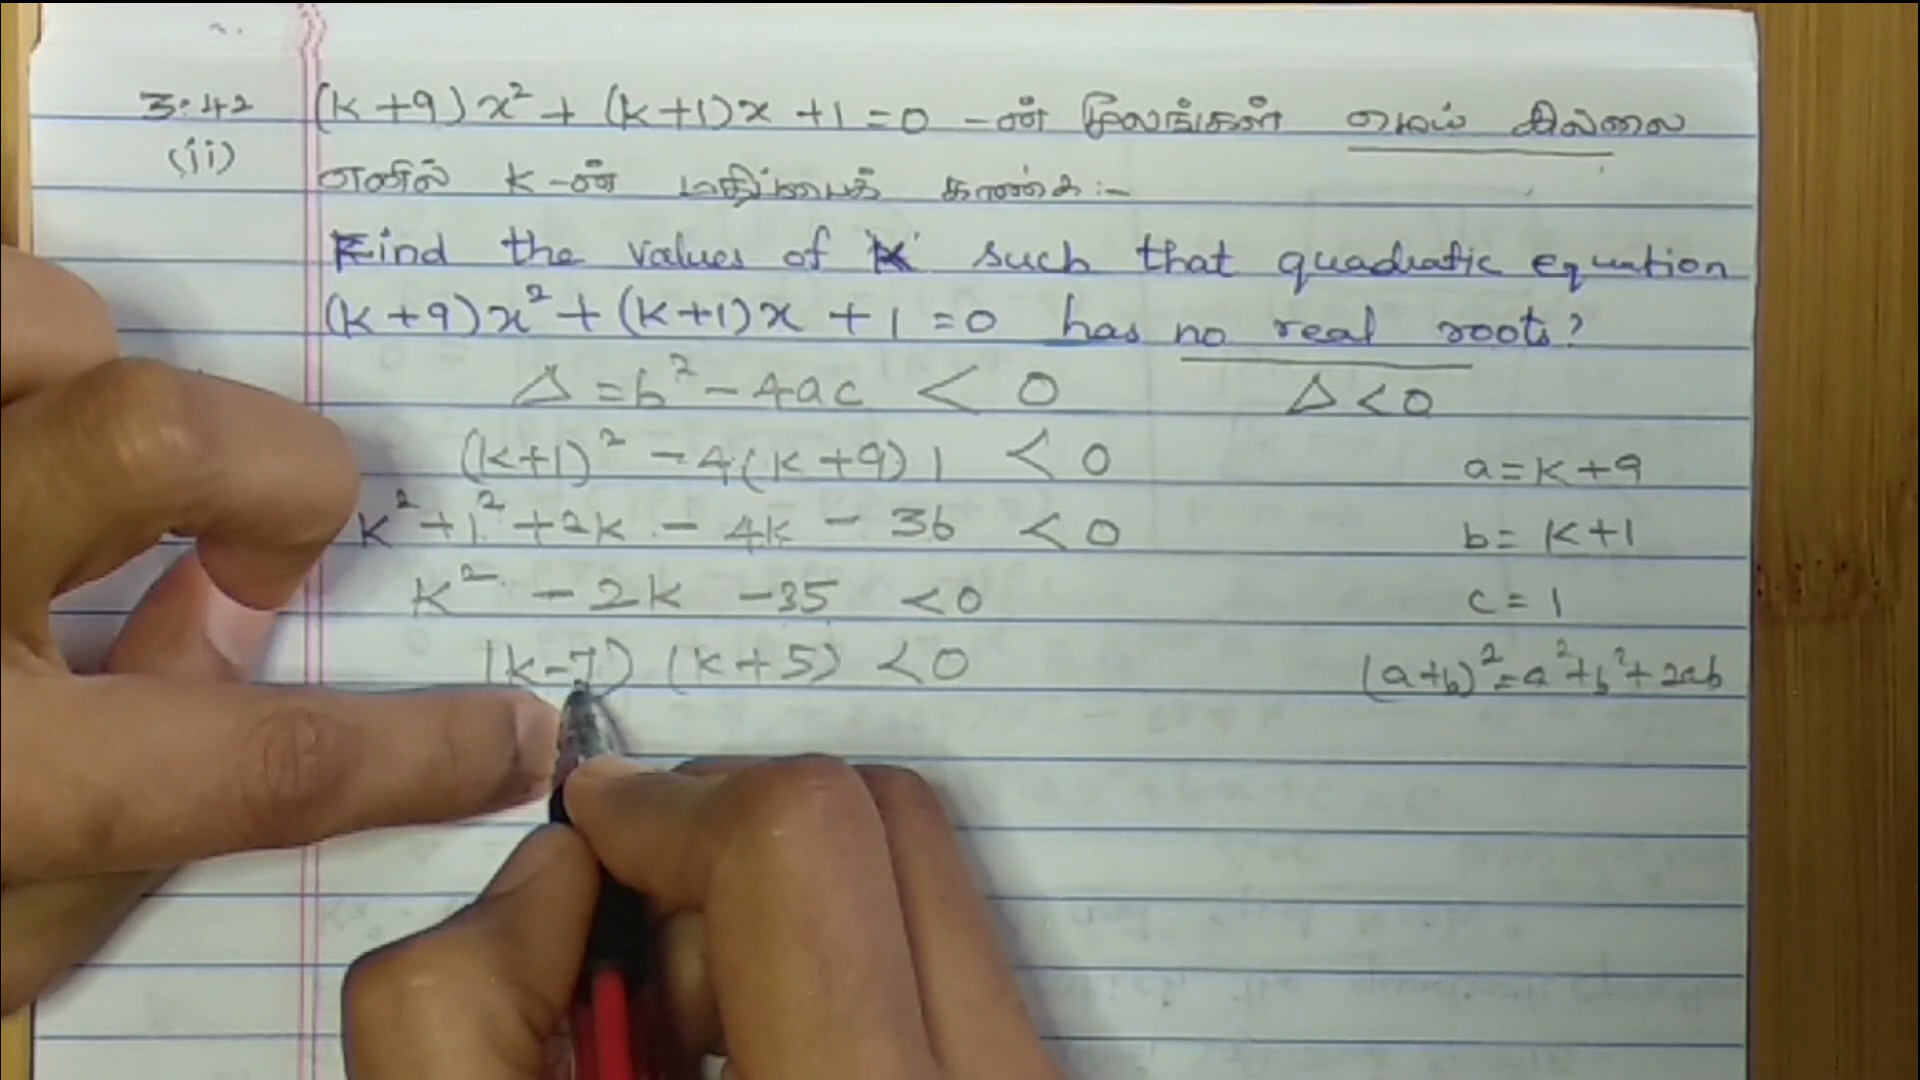 3.42 (k+9)x² + (k+1)x + 1 = 0 -ன் மூலங்கள் மெய் இல்லை
(ii) எனில் k-ன் மதிப்பைக் காண்க:-
Find the values of 'k' such that quadratic equation
(k+9)x² + (k+1)x + 1 = 0 has no real roots?
Δ = b² - 4ac < 0 Δ < 0
(k+1)² - 4(k+9) 1 < 0 a = k+9
k² + 1² + 2k - 4k - 36 < 0 b = k+1
k² - 2k - 35 < 0 c = 1
(k-7) (k+5) < 0 (a+b)² = a² + b² + 2ab